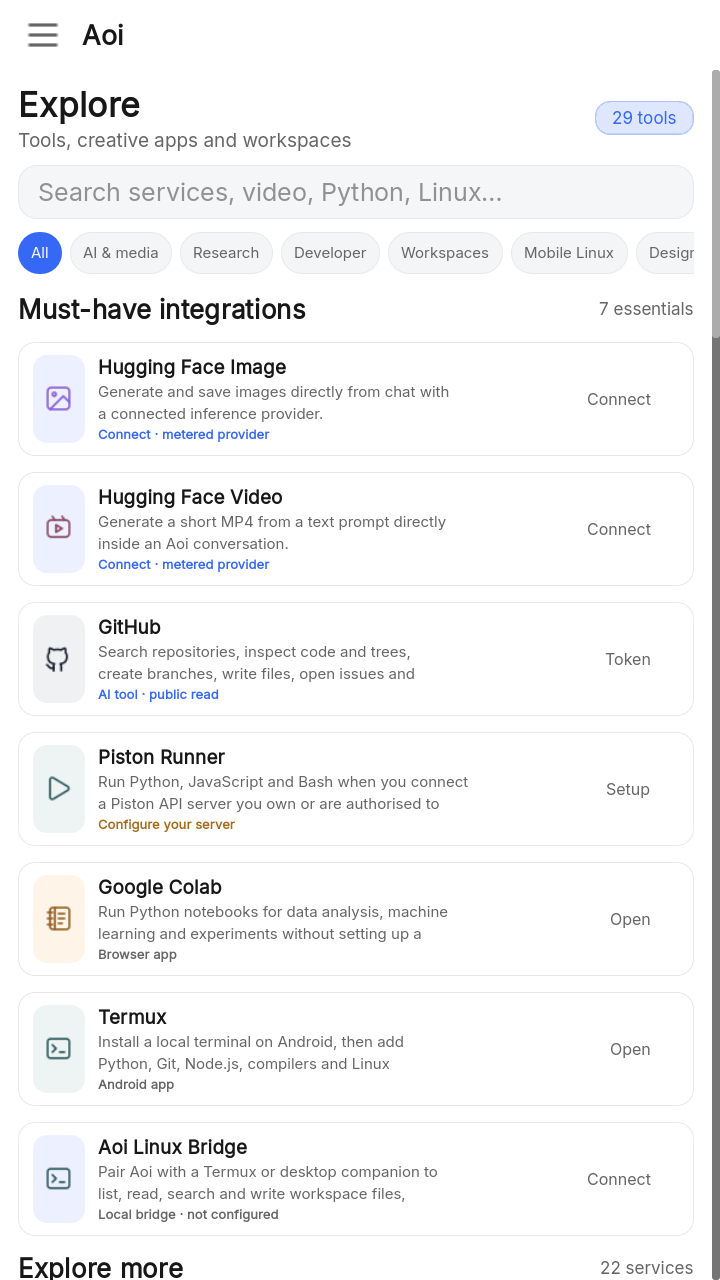 Aoi
Explore
29 tools
Tools, creative apps and workspaces
Search services, video, Python, Linux...
All
AI & media
Research
Developer
Workspaces
Mobile Linux
Design
Must-have integrations
7 essentials
Hugging Face Image
Generate and save images directly from chat with
a connected inference provider.
Connect · metered provider
Connect
Hugging Face Video
Generate a short MP4 from a text prompt directly
inside an Aoi conversation.
Connect · metered provider
Connect
GitHub
Search repositories, inspect code and trees,
create branches, write files, open issues and
AI tool · public read
Token
Piston Runner
Run Python, JavaScript and Bash when you connect
a Piston API server you own or are authorised to
Configure your server
Setup
Google Colab
Run Python notebooks for data analysis, machine
learning and experiments without setting up a
Browser app
Open
Termux
Install a local terminal on Android, then add
Python, Git, Node.js, compilers and Linux
Android app
Open
Aoi Linux Bridge
Pair Aoi with a Termux or desktop companion to
list, read, search and write workspace files,
Local bridge · not configured
Connect
Explore more
22 services